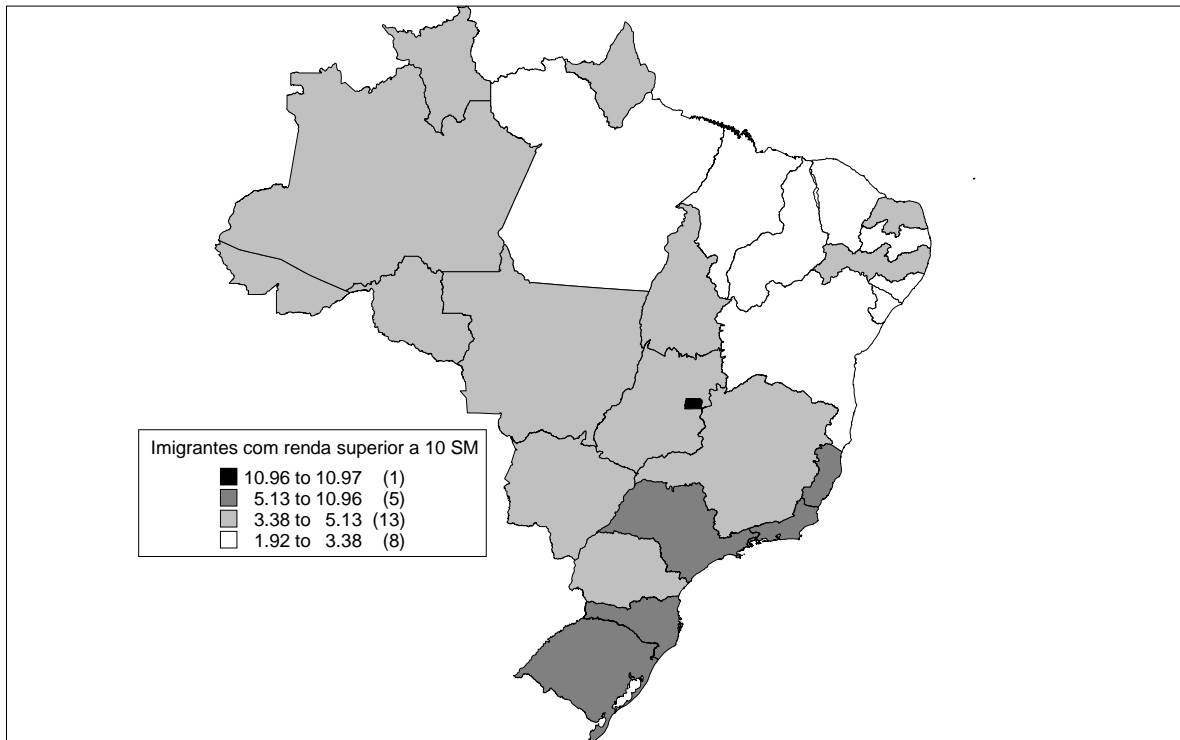 Imigrantes com renda superior a 10 SM
10.96 to 10.97 (1)
5.13 to 10.96 (5)
3.38 to 5.13 (13)
1.92 to 3.38 (8)